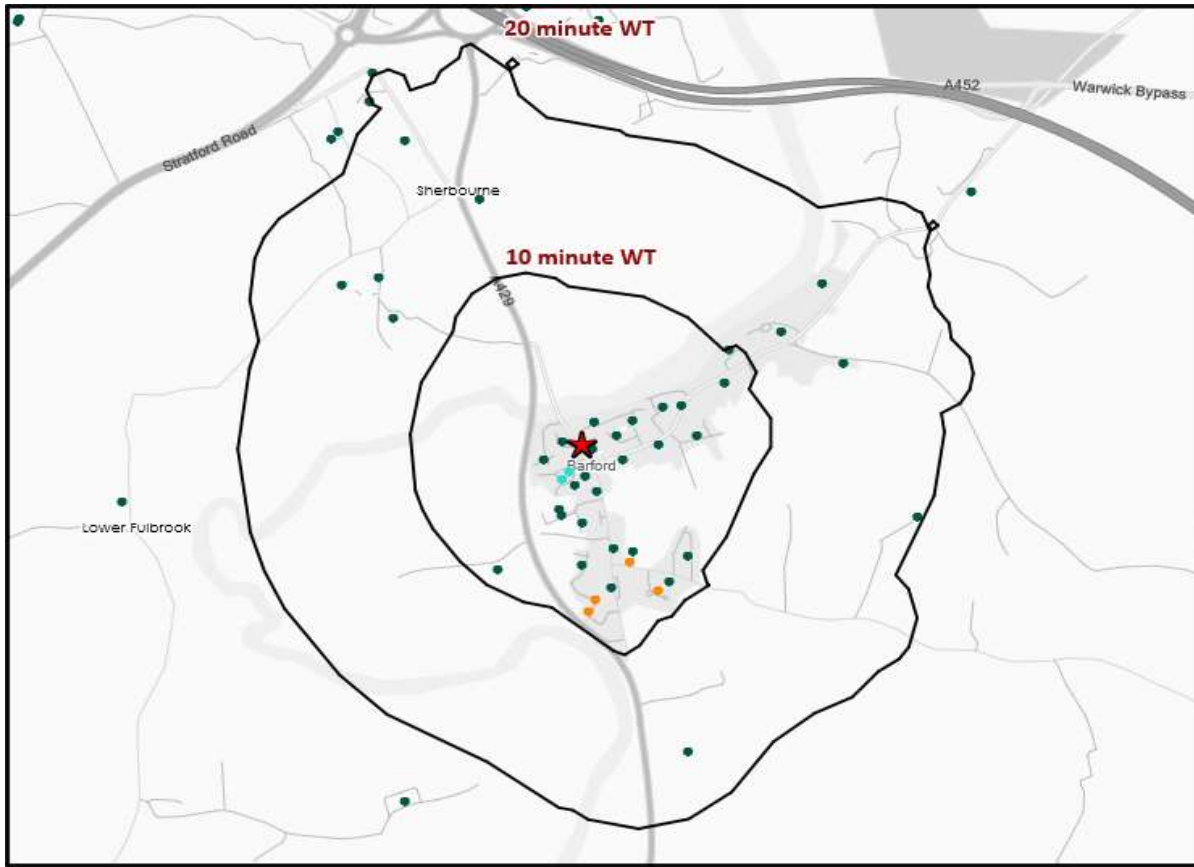 20 minute WT
A452
Warwick Bypass
Stratford Road
Sherbourne
10 minute WT
A429
Barford
Lower Fulbrook